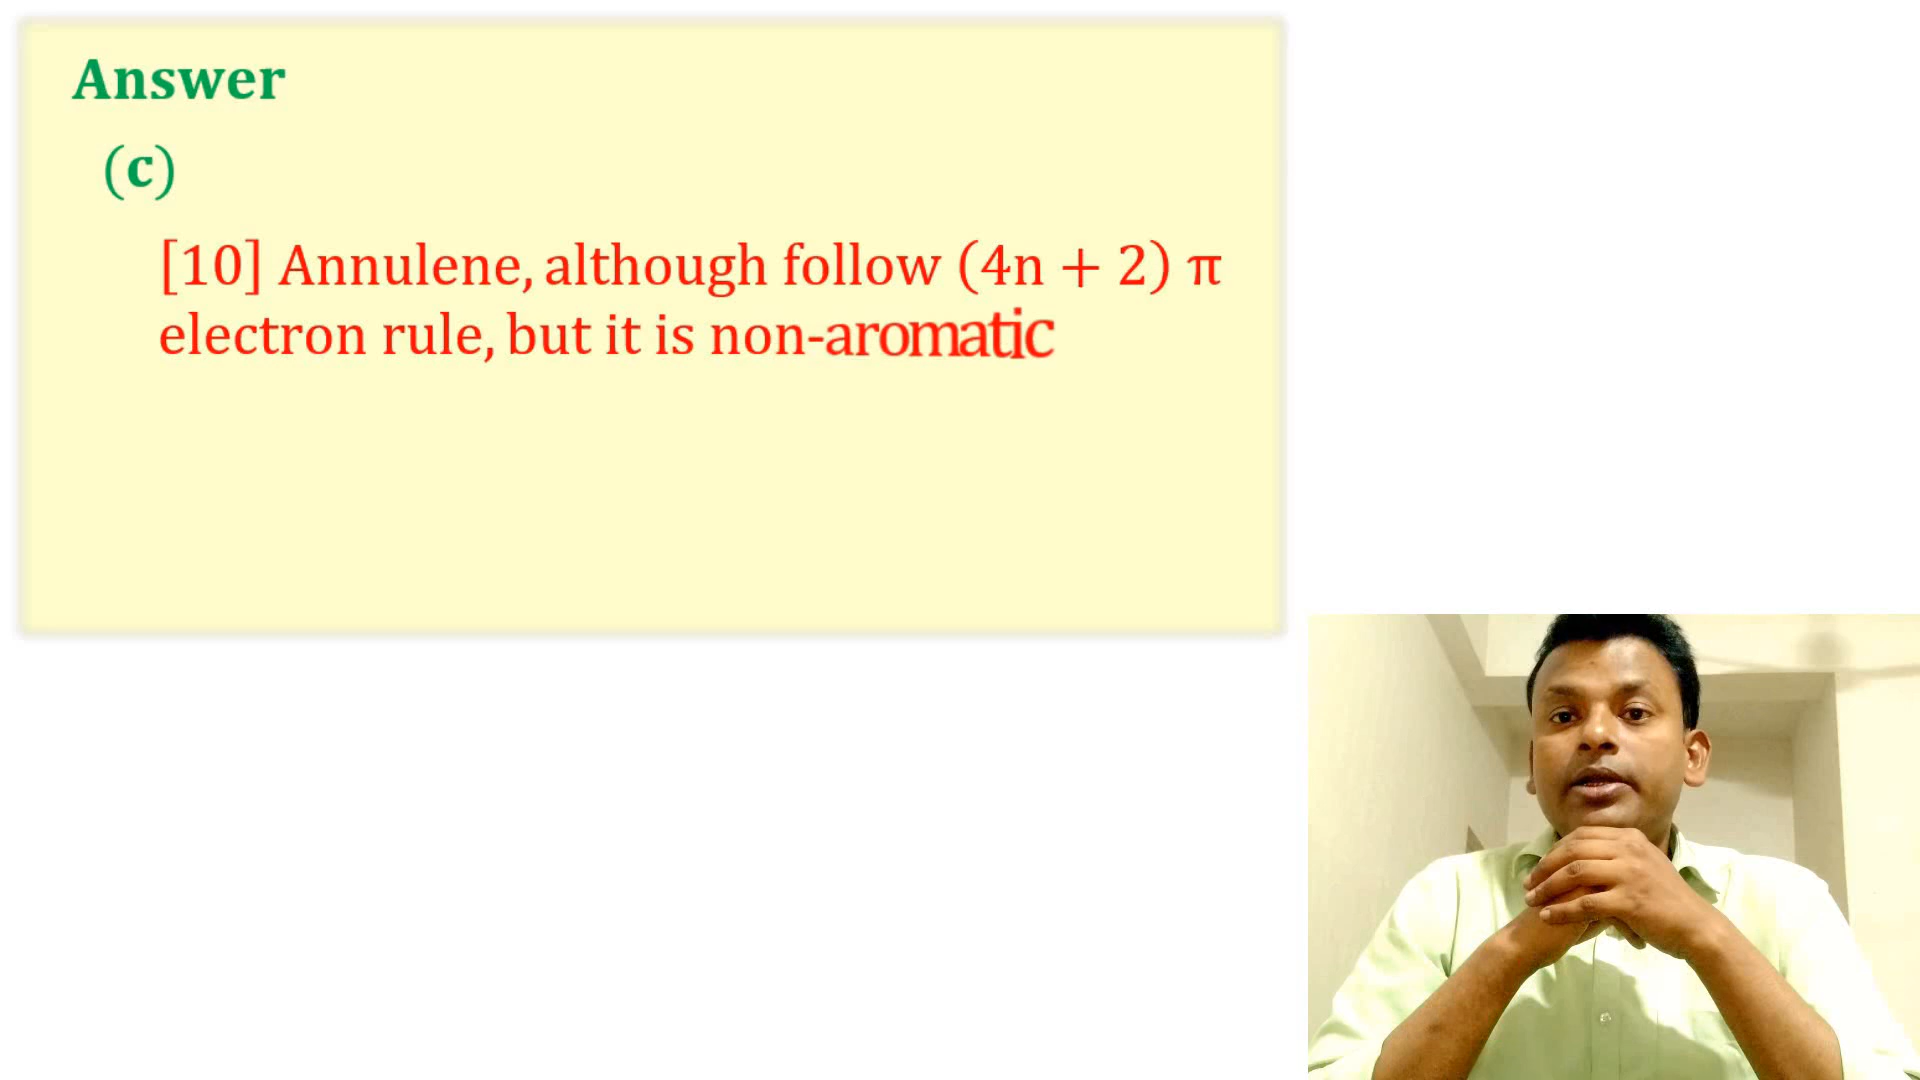 Answer
(c)
[10] Annulene, although follow (4n + 2) π
electron rule, but it is non-aromatic